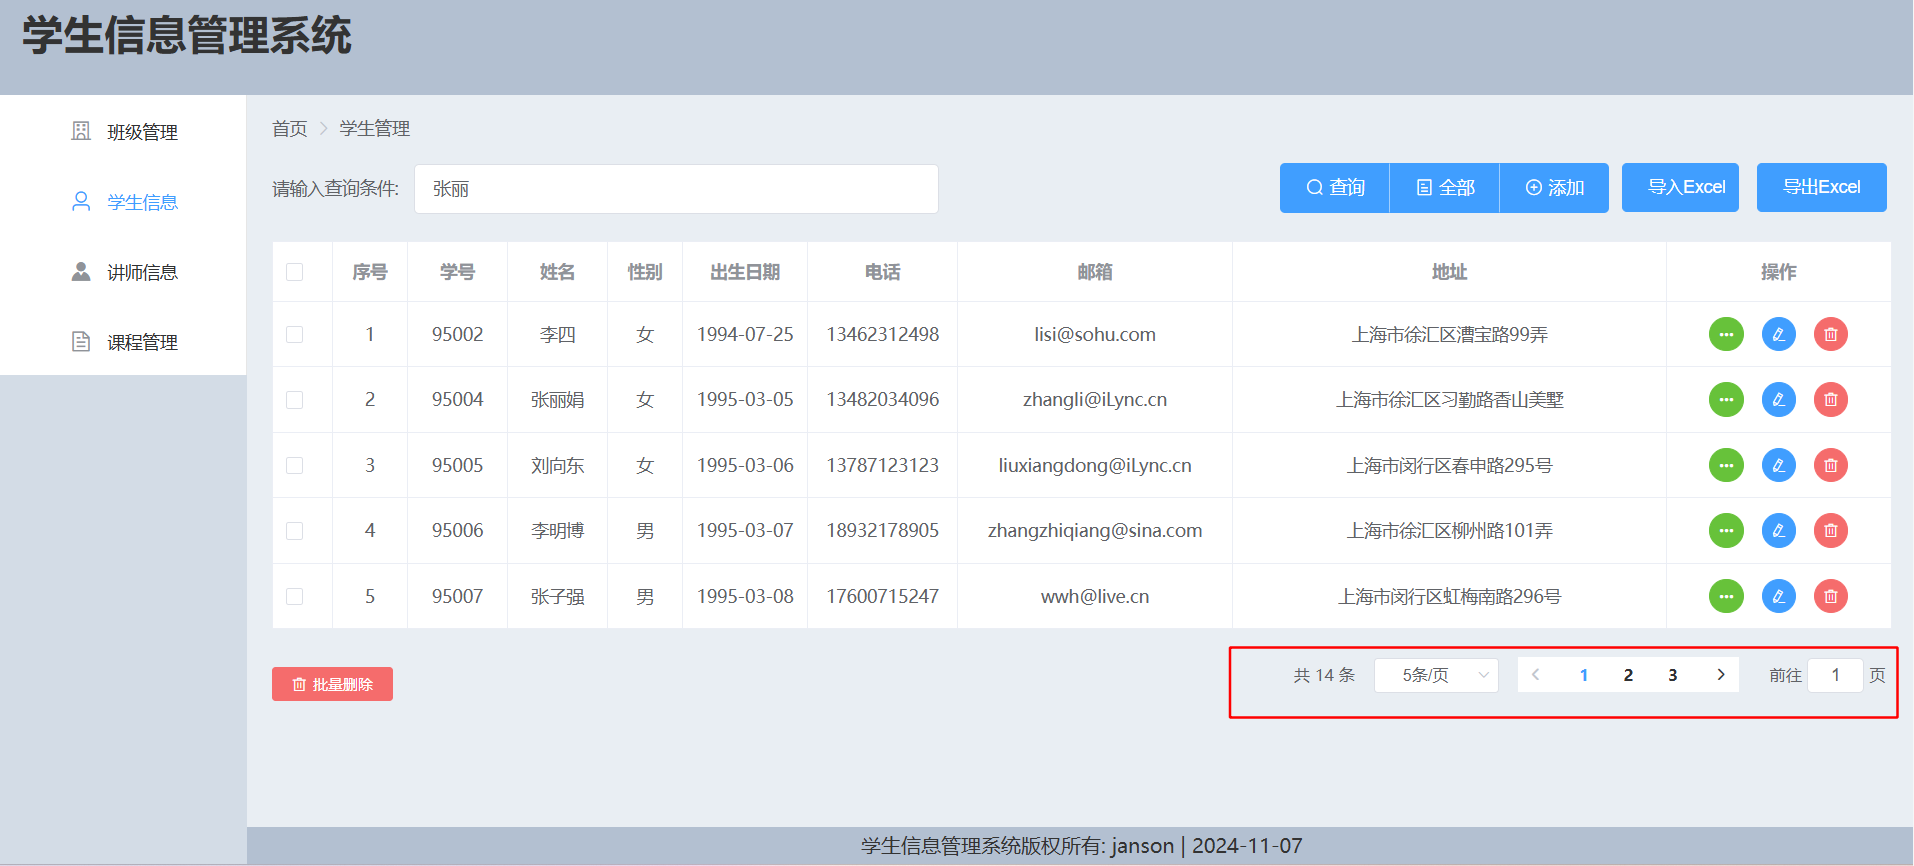 学生信息管理系统
班级管理
学生信息
讲师信息
课程管理
首页 > 学生管理
请输入查询条件: 张丽 查询 全部 添加 导入Excel 导出Excel
序号 学号 姓名 性别 出生日期 电话 邮箱 地址 操作
1 95002 李四 女 1994-07-25 13462312498 lisi@sohu.com 上海市徐汇区漕宝路99弄
2 95004 张丽娟 女 1995-03-05 13482034096 zhangli@iLync.cn 上海市徐汇区习勤路香山美墅
3 95005 刘向东 女 1995-03-06 13787123123 liuxiangdong@iLync.cn 上海市闵行区春申路295号
4 95006 李明博 男 1995-03-07 18932178905 zhangzhiqiang@sina.com 上海市徐汇区柳州路101弄
5 95007 张子强 男 1995-03-08 17600715247 wwh@live.cn 上海市闵行区虹梅南路296号
批量删除 共 14 条 5条/页 < 1 2 3 > 前往 1 页
学生信息管理系统版权所有: janson | 2024-11-07